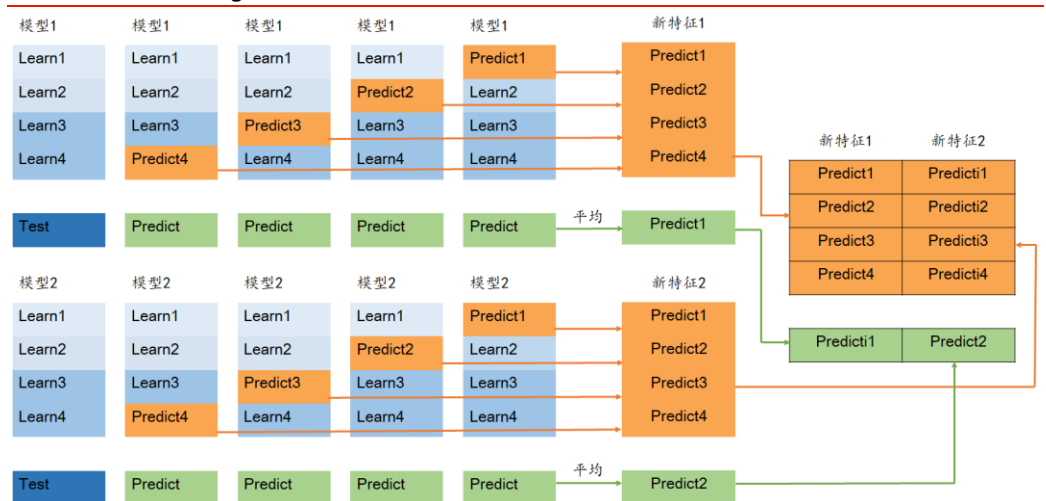 模型1 模型1 模型1 模型1 模型1 新特征1
Learn1 Learn1 Learn1 Learn1 Predict1 Predict1
Learn2 Learn2 Learn2 Predict2 Learn2 Predict2
Learn3 Learn3 Predict3 Learn3 Learn3 Predict3
Learn4 Predict4 Learn4 Learn4 Learn4 Predict4
Test Predict Predict Predict Predict 平均 Predict1
模型2 模型2 模型2 模型2 模型2 新特征2
Learn1 Learn1 Learn1 Learn1 Predict1 Predict1
Learn2 Learn2 Learn2 Predict2 Learn2 Predict2
Learn3 Learn3 Predict3 Learn3 Learn3 Predict3
Learn4 Predict4 Learn4 Learn4 Learn4 Predict4
Test Predict Predict Predict Predict 平均 Predict2
新特征1 新特征2
Predict1 Predicti1
Predict2 Predicti2
Predict3 Predicti3
Predict4 Predicti4
Predicti1 Predict2